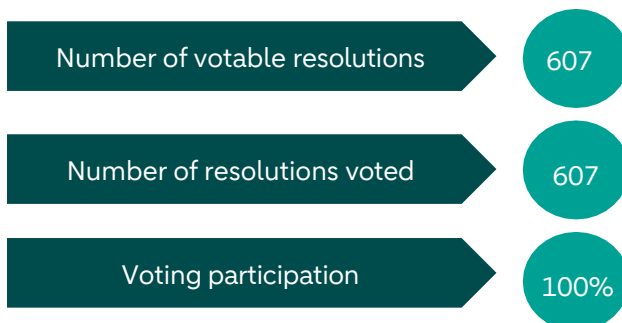 Number of votable resolutions 607
Number of resolutions voted 607
Voting participation 100%